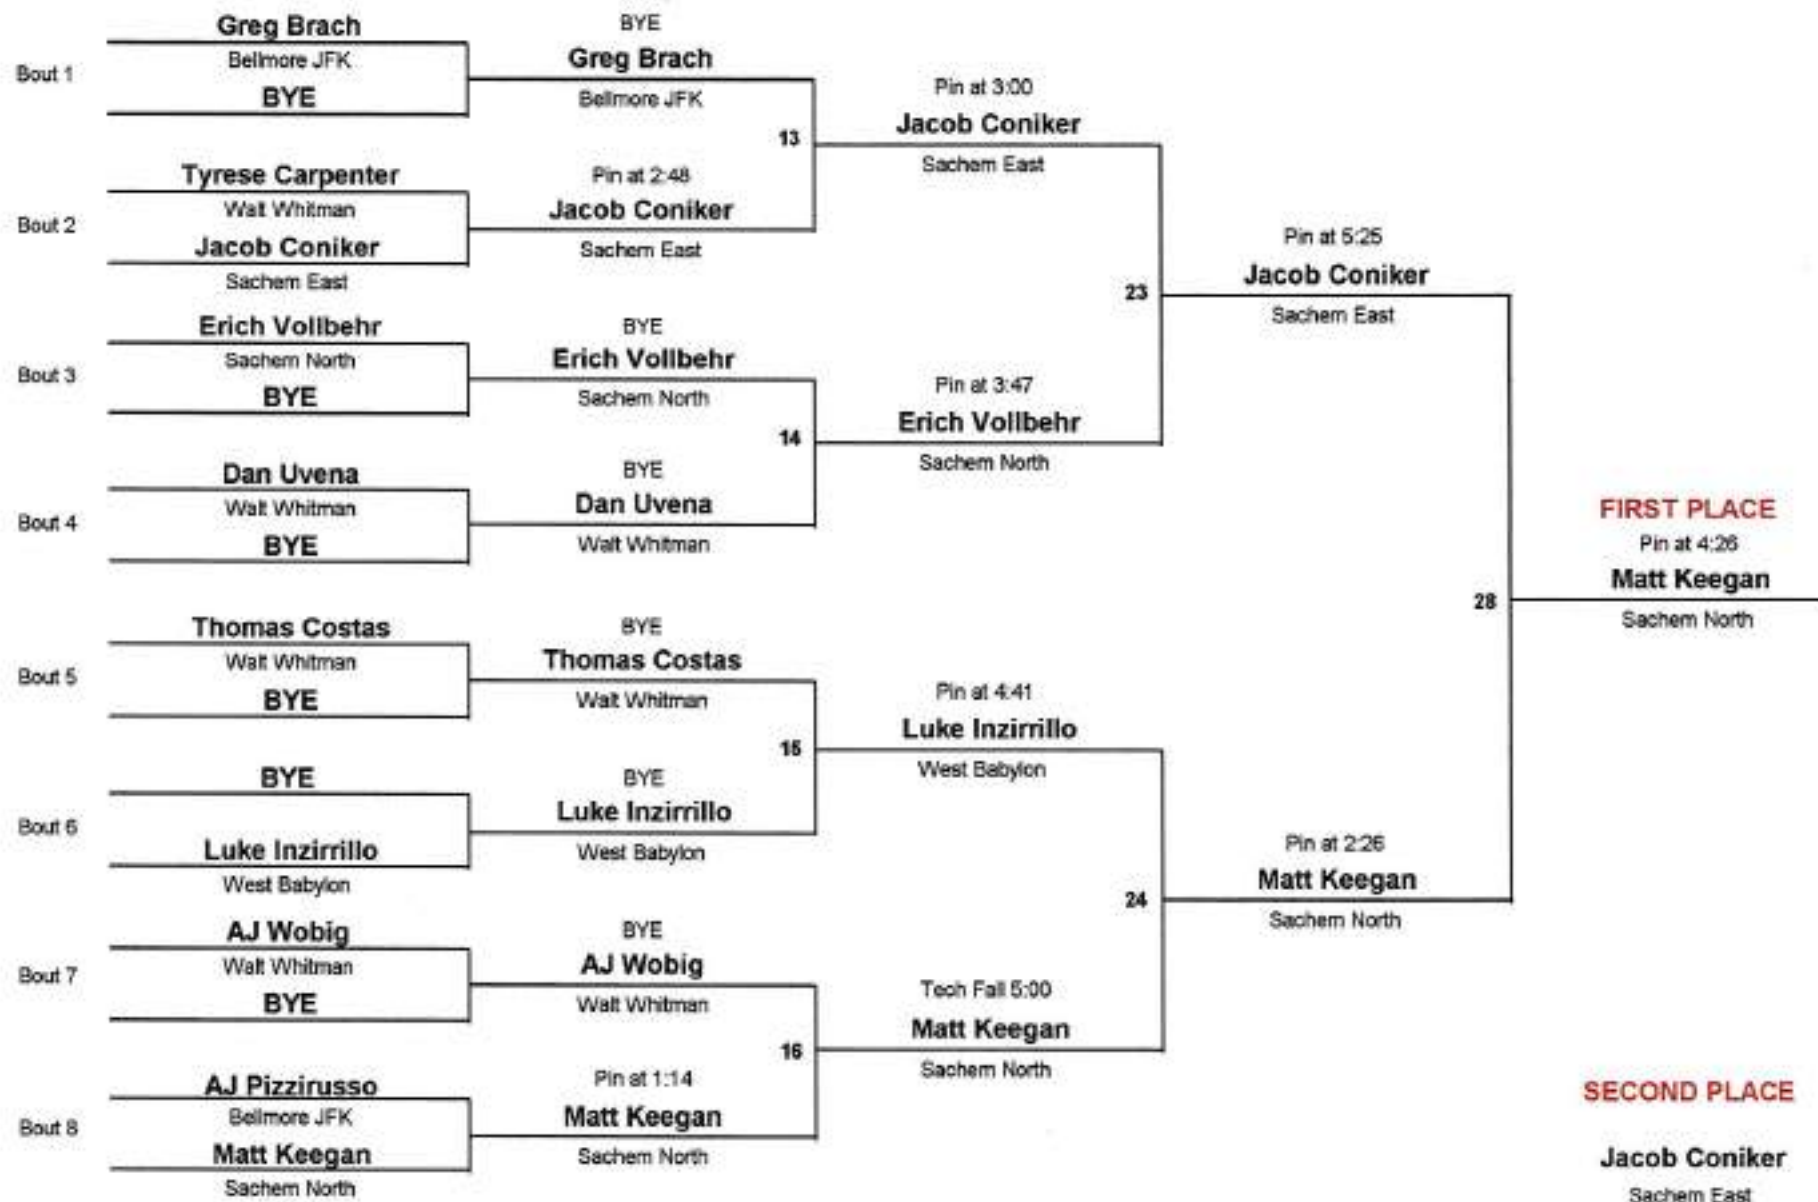 Bout 1
Greg Brach
Bellmore JFK
BYE
Bout 2
Tyrese Carpenter
Walt Whitman
Jacob Coniker
Sachem East
Bout 3
Erich Vollbehr
Sachem North
BYE
Bout 4
Dan Uvena
Walt Whitman
BYE
Bout 5
Thomas Costas
Walt Whitman
BYE
Bout 6
BYE
Luke Inzirrillo
West Babylon
Bout 7
AJ Wobig
Walt Whitman
BYE
Bout 8
AJ Pizzirusso
Bellmore JFK
Matt Keegan
Sachem North
BYE
Greg Brach
Bellmore JFK
13
Pin at 2:48
Jacob Coniker
Sachem East
BYE
Erich Vollbehr
Sachem North
14
BYE
Dan Uvena
Walt Whitman
BYE
Thomas Costas
Walt Whitman
15
BYE
Luke Inzirrillo
West Babylon
BYE
AJ Wobig
Walt Whitman
16
Pin at 1:14
Matt Keegan
Sachem North
Pin at 3:00
Jacob Coniker
Sachem East
23
Pin at 3:47
Erich Vollbehr
Sachem North
Pin at 4:41
Luke Inzirrillo
West Babylon
24
Tech Fall 5:00
Matt Keegan
Sachem North
Pin at 5:25
Jacob Coniker
Sachem East
28
Pin at 2:26
Matt Keegan
Sachem North
FIRST PLACE
Pin at 4:26
Matt Keegan
Sachem North
SECOND PLACE
Jacob Coniker
Sachem East